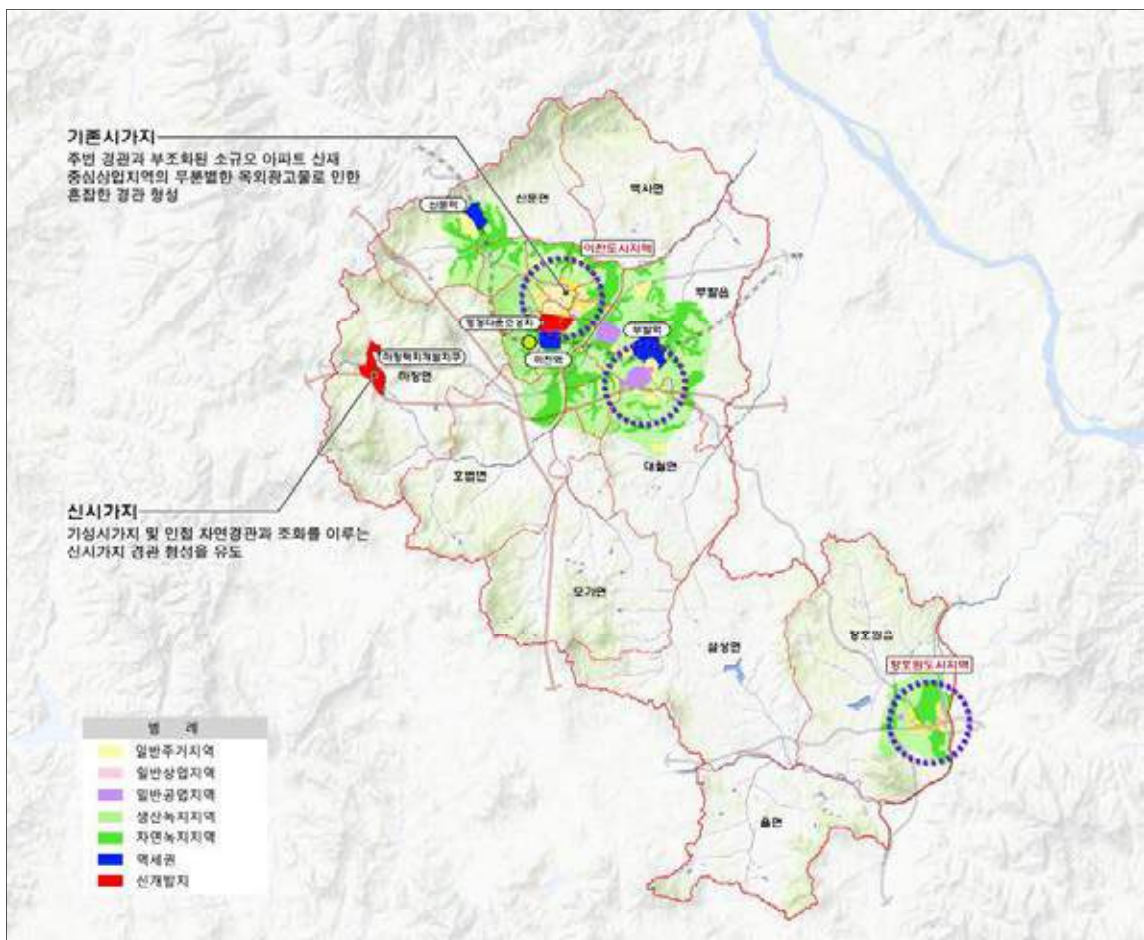 기존시가지
주변 경관과 부조화된 소규모 아파트 산재
중심상업지역의 무분별한 옥외광고물로 인한
혼잡한 경관 형성
신둔면
백사면
신둔역
이천도시지역
부발읍
부발역
이천역
마장택지개발지구
마장면
호법면
대월면
신시가지
기성시가지 및 인접 자연경관과 조화를 이루는
신시가지 경관 형성을 유도
모가면
설성면
장호원읍
장호원도시지역
율면
범 례
일반주거지역
일반상업지역
일반공업지역
생산녹지지역
자연녹지지역
역세권
신개발지